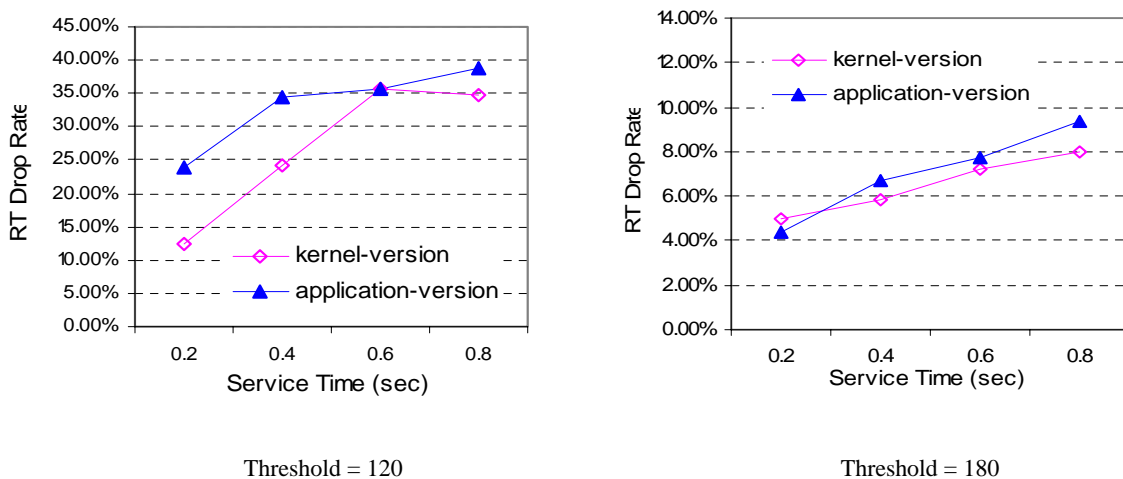 45.00%
40.00%
35.00%
30.00%
25.00%
20.00%
15.00%
10.00%
5.00%
0.00%
RT Drop Rate
kernel-version
application-version
0.2 0.4 0.6 0.8
Service Time (sec)
Threshold = 120
14.00%
12.00%
10.00%
8.00%
6.00%
4.00%
2.00%
0.00%
RT Drop Rate
kernel-version
application-version
0.2 0.4 0.6 0.8
Service Time (sec)
Threshold = 180